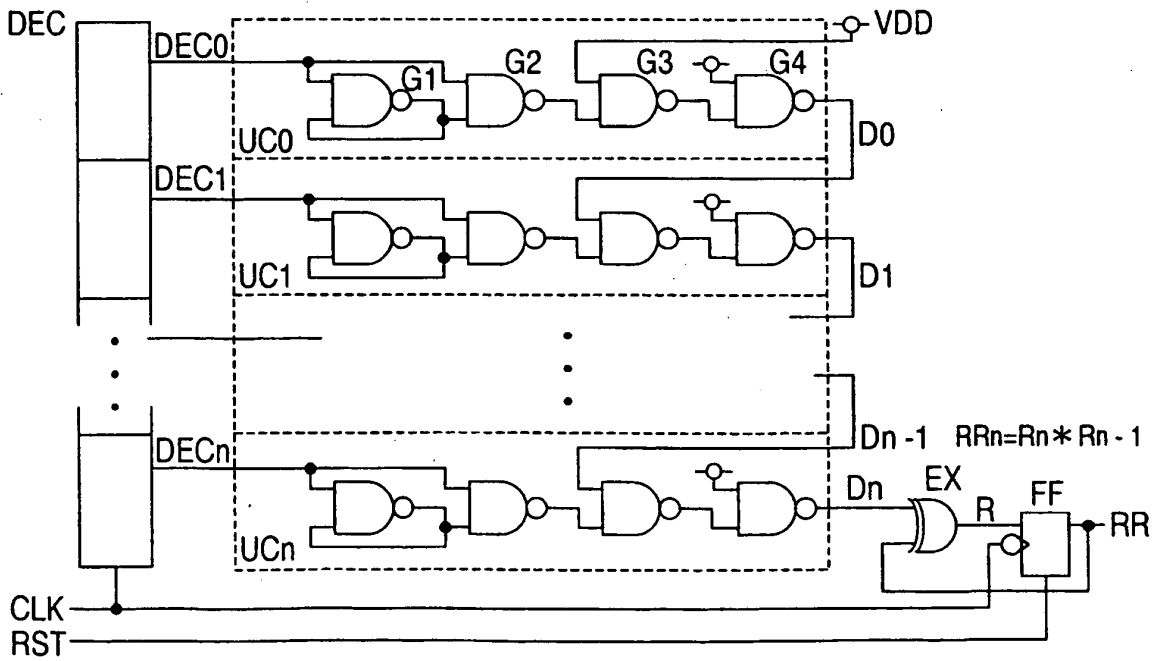 DEC
VDD
DEC0
G1
G2
G3
G4
UC0
D0
DEC1
UC1
D1
DECn
Dn -1
RRn=Rn * Rn - 1
UCn
Dn
EX
R
FF
RR
CLK
RST